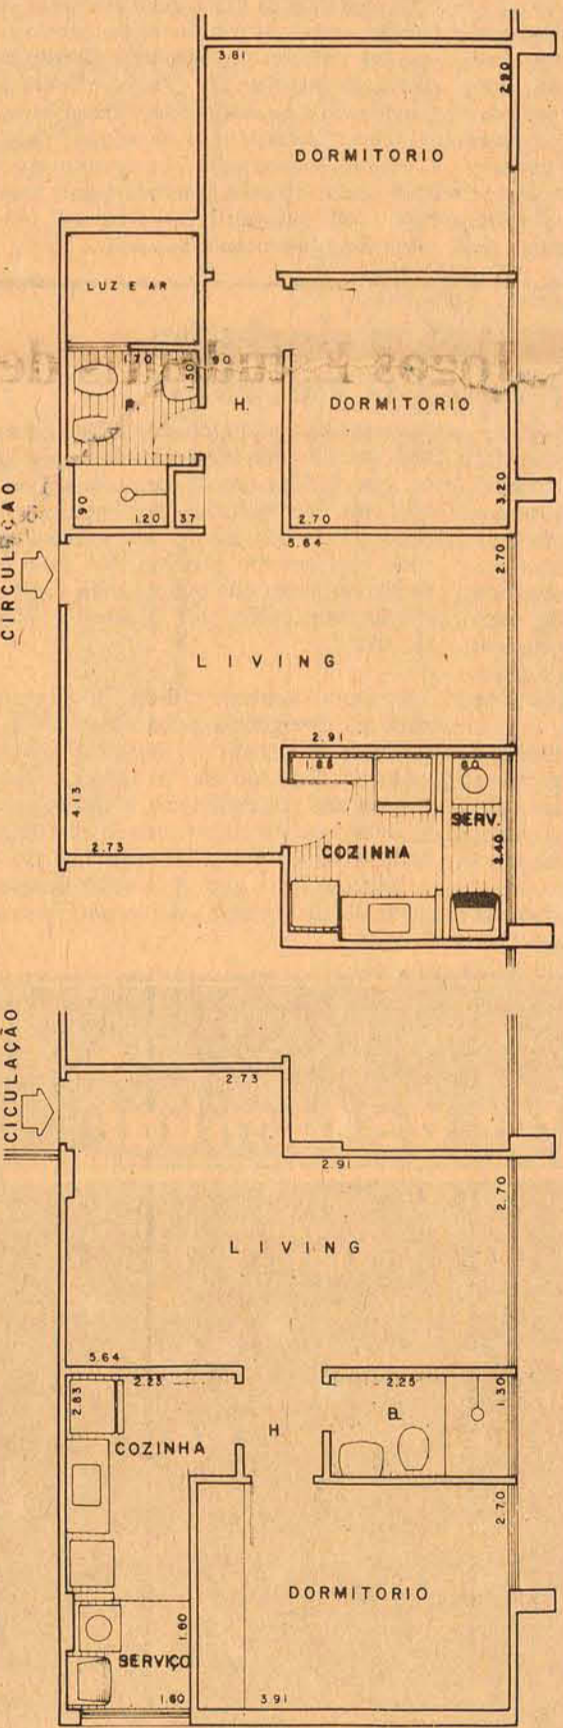 3.81
2.90
DORMITORIO
LUZ E AR
1.70
1.50
90
H.
DORMITORIO
90
1.20
37
2.70
3.20
5.64
2.70
CIRCULAÇAO
LIVING
2.91
1.88
60
SERV.
4.13
2.73
COZINHA
2.40
CICULAÇÃO
2.73
2.91
2.70
LIVING
5.64
2.23
2.25
1.30
2.83
B.
H
COZINHA
2.70
DORMITORIO
1.60
SERVIÇO
1.60
3.91